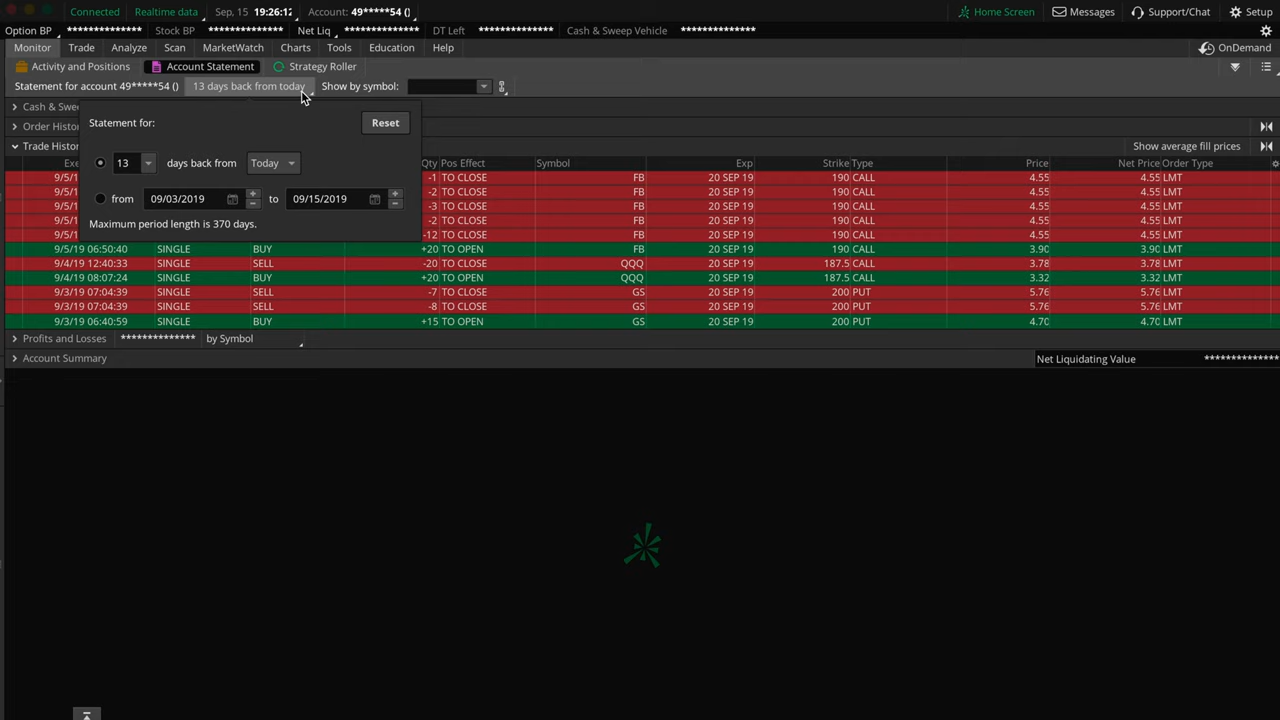 Connected Realtime data Sep, 15 19:26:12 Account: 49*****54 () Home Screen Messages Support/Chat Setup
Option BP ************** Stock BP ************** Net Liq ************** DT Left ************** Cash & Sweep Vehicle **************
Monitor Trade Analyze Scan MarketWatch Charts Tools Education Help OnDemand
Activity and Positions Account Statement Strategy Roller
Statement for account 49*****54 () 13 days back from today Show by symbol:
Cash & Swee
Statement for: Reset
Order Histo
Trade Histo Show average fill prices
Exe Qty Pos Effect Symbol Exp Strike Type Price Net Price Order Type
13 days back from Today
9/5/1 -1 TO CLOSE FB 20 SEP 19 190 CALL 4.55 4.55 LMT
9/5/1 -2 TO CLOSE FB 20 SEP 19 190 CALL 4.55 4.55 LMT
from 09/03/2019 to 09/15/2019
9/5/1 -3 TO CLOSE FB 20 SEP 19 190 CALL 4.55 4.55 LMT
9/5/1 -2 TO CLOSE FB 20 SEP 19 190 CALL 4.55 4.55 LMT
Maximum period length is 370 days.
9/5/1 -12 TO CLOSE FB 20 SEP 19 190 CALL 4.55 4.55 LMT
9/5/19 06:50:40 SINGLE BUY +20 TO OPEN FB 20 SEP 19 190 CALL 3.90 3.90 LMT
9/4/19 12:40:33 SINGLE SELL -20 TO CLOSE QQQ 20 SEP 19 187.5 CALL 3.78 3.78 LMT
9/4/19 08:07:24 SINGLE BUY +20 TO OPEN QQQ 20 SEP 19 187.5 CALL 3.32 3.32 LMT
9/3/19 07:04:39 SINGLE SELL -7 TO CLOSE GS 20 SEP 19 200 PUT 5.76 5.76 LMT
9/3/19 07:04:39 SINGLE SELL -8 TO CLOSE GS 20 SEP 19 200 PUT 5.76 5.76 LMT
9/3/19 06:40:59 SINGLE BUY +15 TO OPEN GS 20 SEP 19 200 PUT 4.70 4.70 LMT
Profits and Losses ************** by Symbol
Account Summary Net Liquidating Value **************